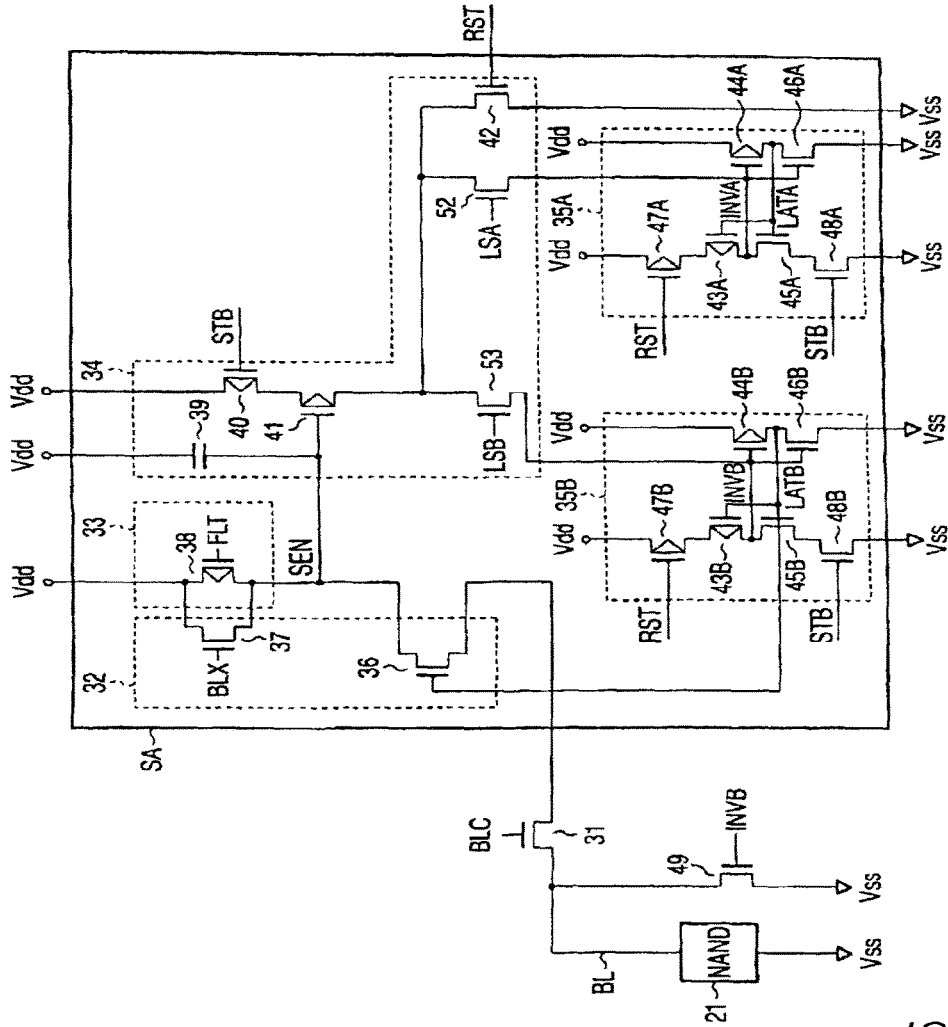 Vdd
Vdd
Vdd
RST
34
39
STB
40
41
33
38
FLT
SEN
32
BLX
37
36
SA
53
LSB
52
LSA
42
Vdd
35A
47A
RST
INVA
43A
LATA
45A
48A
STB
Vdd
44A
46A
Vss
Vss
Vss
Vdd
35B
47B
RST
INVB
43B
LATB
45B
48B
STB
Vdd
44B
46B
Vss
Vss
BLC
31
49
INVB
Vss
BL
NAND
21
Vss